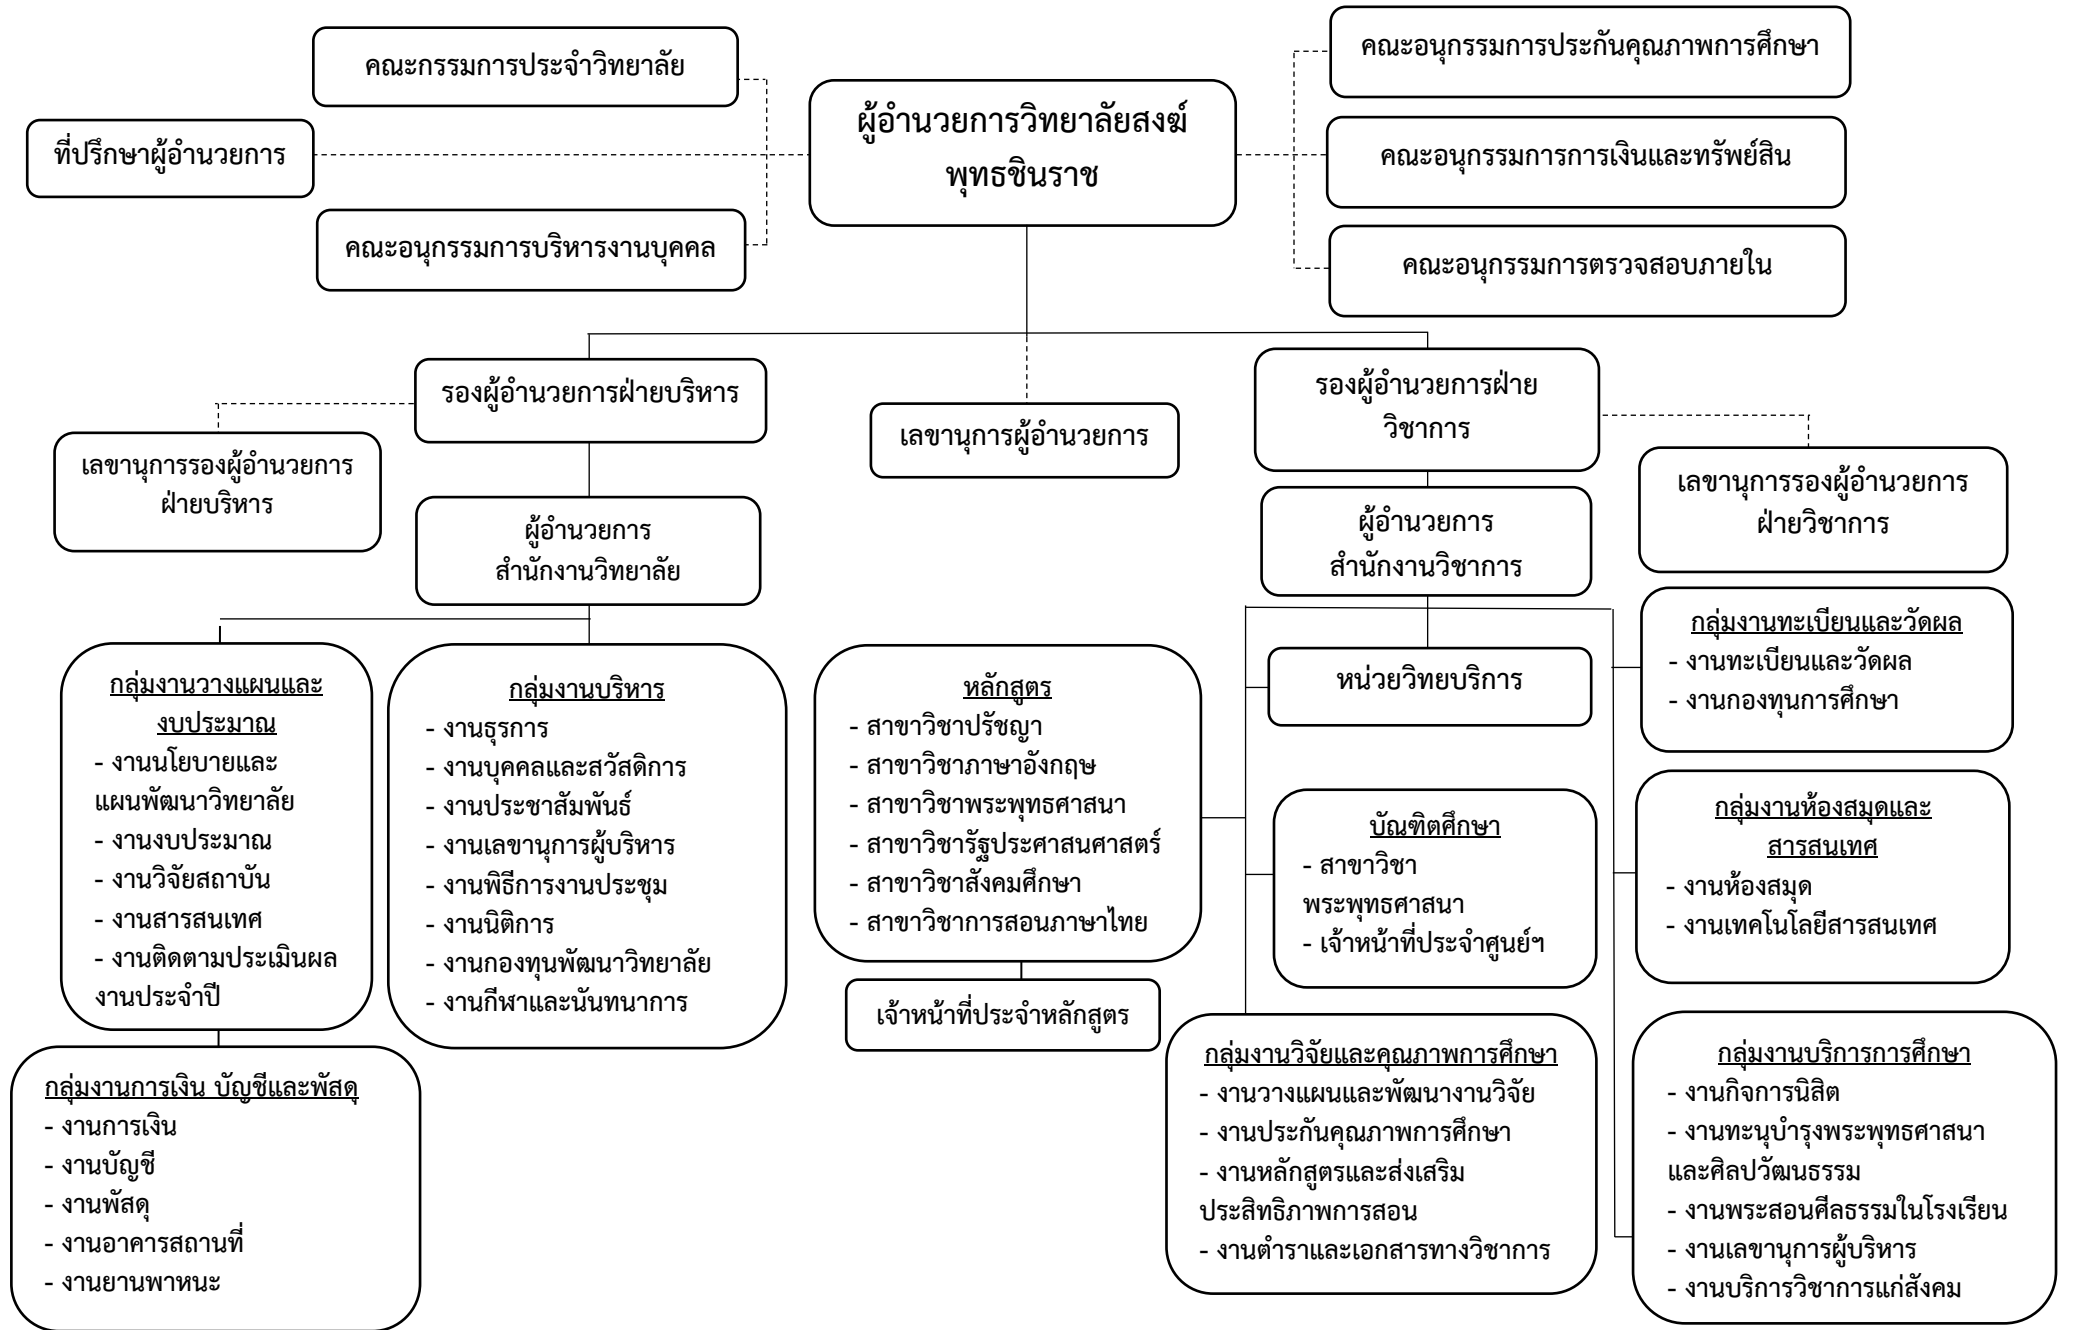 คณะกรรมการประจำวิทยาลัย
คณะอนุกรรมการประกันคุณภาพการศึกษา
ผู้อำนวยการวิทยาลัยสงฆ์
พุทธชินราช
ที่ปรึกษาผู้อำนวยการ
คณะอนุกรรมการการเงินและทรัพย์สิน
คณะอนุกรรมการบริหารงานบุคคล
คณะอนุกรรมการตรวจสอบภายใน
รองผู้อำนวยการฝ่ายบริหาร
รองผู้อำนวยการฝ่าย
วิชาการ
เลขานุการผู้อำนวยการ
เลขานุการรองผู้อำนวยการ
ฝ่ายบริหาร
เลขานุการรองผู้อำนวยการ
ฝ่ายวิชาการ
ผู้อำนวยการ
สำนักงานวิทยาลัย
ผู้อำนวยการ
สำนักงานวิชาการ
กลุ่มงานวางแผนและ
งบประมาณ
- งานนโยบายและ
แผนพัฒนาวิทยาลัย
- งานงบประมาณ
- งานวิจัยสถาบัน
- งานสารสนเทศ
- งานติดตามประเมินผล
งานประจำปี
กลุ่มงานบริหาร
- งานธุรการ
- งานบุคคลและสวัสดิการ
- งานประชาสัมพันธ์
- งานเลขานุการผู้บริหาร
- งานพิธีการงานประชุม
- งานนิติการ
- งานกองทุนพัฒนาวิทยาลัย
- งานกีฬาและนันทนาการ
หลักสูตร
- สาขาวิชาปรัชญา
- สาขาวิชาภาษาอังกฤษ
- สาขาวิชาพระพุทธศาสนา
- สาขาวิชารัฐประศาสนศาสตร์
- สาขาวิชาสังคมศึกษา
- สาขาวิชาการสอนภาษาไทย
เจ้าหน้าที่ประจำหลักสูตร
หน่วยวิทยบริการ
บัณฑิตศึกษา
- สาขาวิชา
พระพุทธศาสนา
- เจ้าหน้าที่ประจำศูนย์ฯ
กลุ่มงานทะเบียนและวัดผล
- งานทะเบียนและวัดผล
- งานกองทุนการศึกษา
กลุ่มงานห้องสมุดและ
สารสนเทศ
- งานห้องสมุด
- งานเทคโนโลยีสารสนเทศ
กลุ่มงานการเงิน บัญชีและพัสดุ
- งานการเงิน
- งานบัญชี
- งานพัสดุ
- งานอาคารสถานที่
- งานยานพาหนะ
กลุ่มงานวิจัยและคุณภาพการศึกษา
- งานวางแผนและพัฒนางานวิจัย
- งานประกันคุณภาพการศึกษา
- งานหลักสูตรและส่งเสริม
ประสิทธิภาพการสอน
- งานตำราและเอกสารทางวิชาการ
กลุ่มงานบริการการศึกษา
- งานกิจการนิสิต
- งานทะนุบำรุงพระพุทธศาสนา
และศิลปวัฒนธรรม
- งานพระสอนศีลธรรมในโรงเรียน
- งานเลขานุการผู้บริหาร
- งานบริการวิชาการแก่สังคม